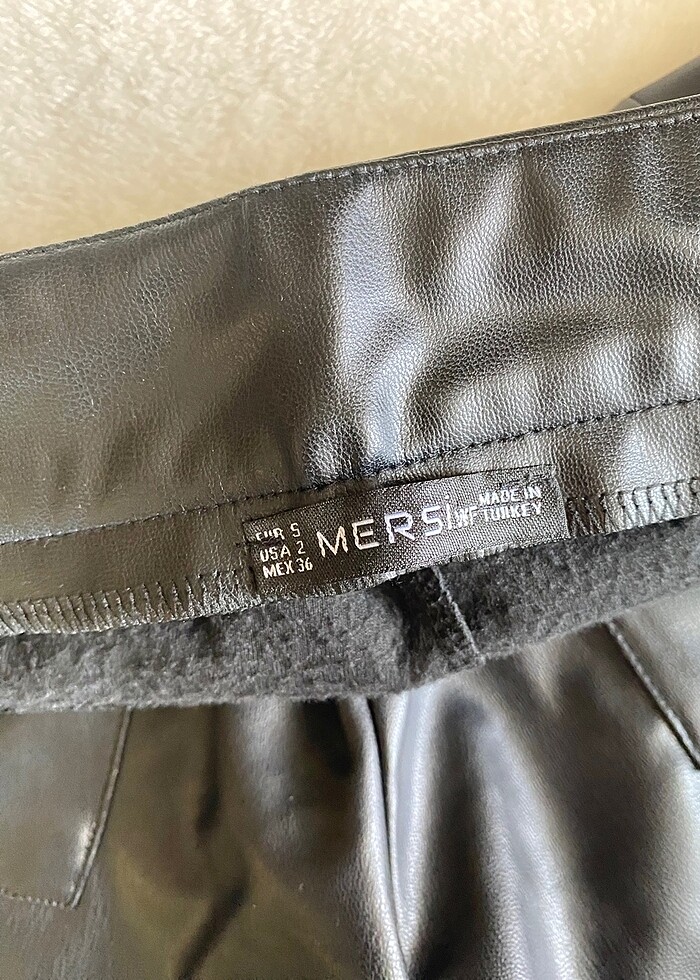 EUR S
USA 2
MEX 36
MERSİ
MADE IN
TURKEY